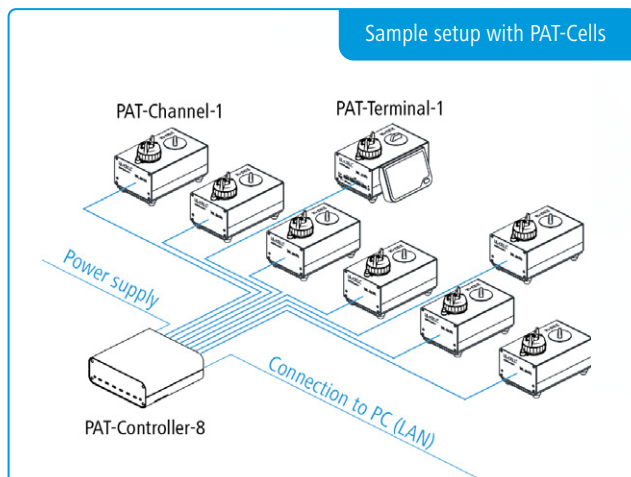 Sample setup with PAT-Cells
PAT-Channel-1
PAT-Terminal-1
Power supply
Connection to PC (LAN)
PAT-Controller-8